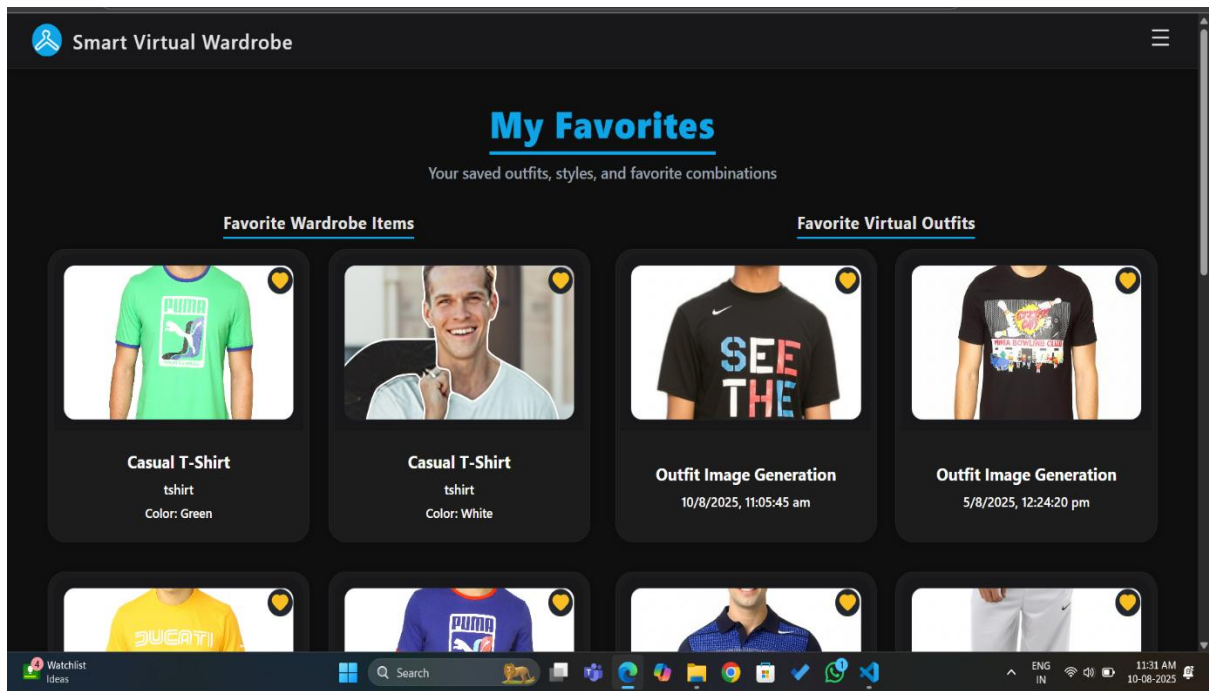 Smart Virtual Wardrobe
☰
My Favorites
Your saved outfits, styles, and favorite combinations
Favorite Wardrobe Items
Favorite Virtual Outfits
PUMA
SEE
THE
Casual T-Shirt
tshirt
Color: Green
Casual T-Shirt
tshirt
Color: White
Outfit Image Generation
10/8/2025, 11:05:45 am
Outfit Image Generation
5/8/2025, 12:24:20 pm
DUCATI
PUMA
4
Watchlist
Ideas
Search
9
ENG
IN
11:31 AM
10-08-2025